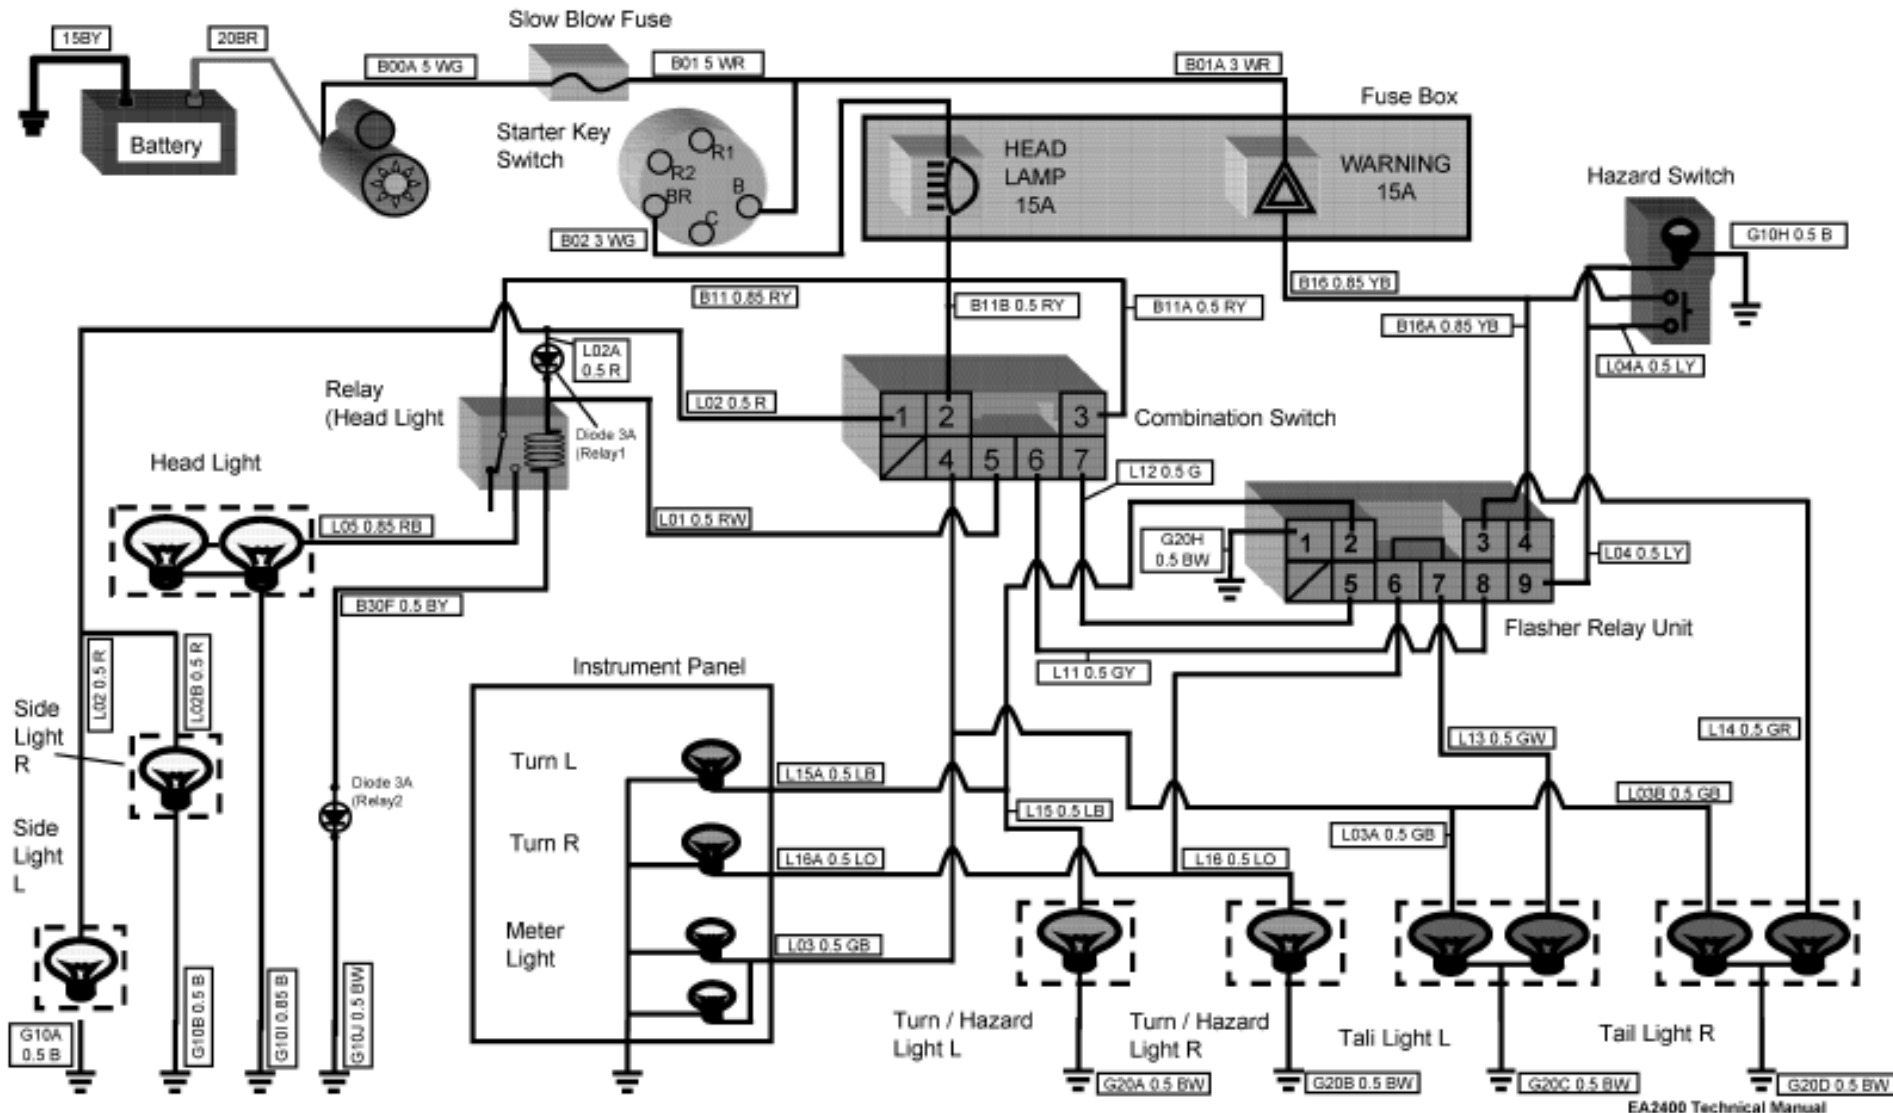 Slow Blow Fuse
15BY
20BR
B00A 5 WG
B01 5 WR
B01A 3 WR
Fuse Box
Battery
Starter Key
Switch
R1
R2
BR
B
C
HEAD
LAMP
15A
WARNING
15A
Hazard Switch
B02 3 WG
G10H 0.5 B
B11 0.85 RY
B11B 0.5 RY
B11A 0.5 RY
B16 0.85 YB
B16A 0.85 YB
L02A
0.5 R
L04A 0.5 LY
Relay
(Head Light
L02 0.5 R
1
2
3
Combination Switch
Diode 3A
(Relay1
Head Light
4
5
6
7
L12 0.5 G
L05 0.85 RB
L01 0.5 RW
G20H
0.5 BW
1
2
3
4
L04 0.5 LY
5
6
7
8
9
B30F 0.5 BY
Flasher Relay Unit
Instrument Panel
L11 0.5 GY
L02 0.5 R
L02B 0.5 R
Side
Light
R
Turn L
L15A 0.5 LB
L13 0.5 GW
L14 0.5 GR
Diode 3A
(Relay2
L15 0.5 LB
L03B 0.5 GB
Side
Light
L
Turn R
L16A 0.5 LO
L16 0.5 LO
L03A 0.5 GB
Meter
Light
L03 0.5 GB
G10A
0.5 B
G10B 0.5 B
G10I 0.85 B
G10J 0.5 BW
Turn / Hazard
Light L
Turn / Hazard
Light R
Tali Light L
Tail Light R
G20A 0.5 BW
G20B 0.5 BW
G20C 0.5 BW
G20D 0.5 BW
EA2400 Technical Manual